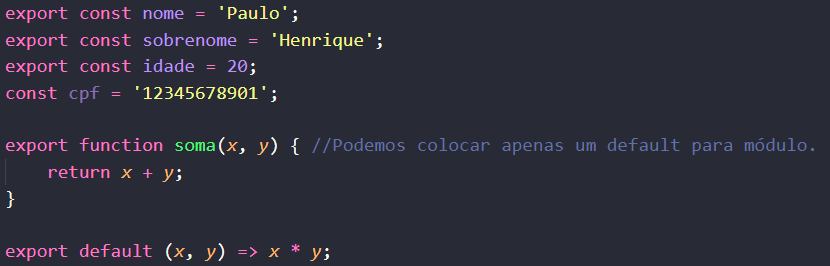 export const nome = 'Paulo';
export const sobrenome = 'Henrique';
export const idade = 20;
const cpf = '12345678901';

export function soma(x, y) { //Podemos colocar apenas um default para módulo.
    return x + y;
}

export default (x, y) => x * y;